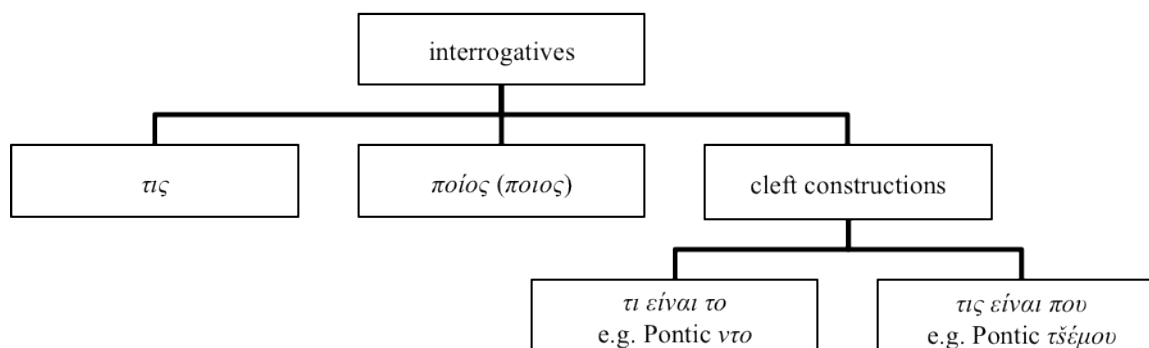 interrogatives
τις
ποίος (ποιος)
cleft constructions
τι είναι το
e.g. Pontic ντο
τις είναι που
e.g. Pontic τšέμου